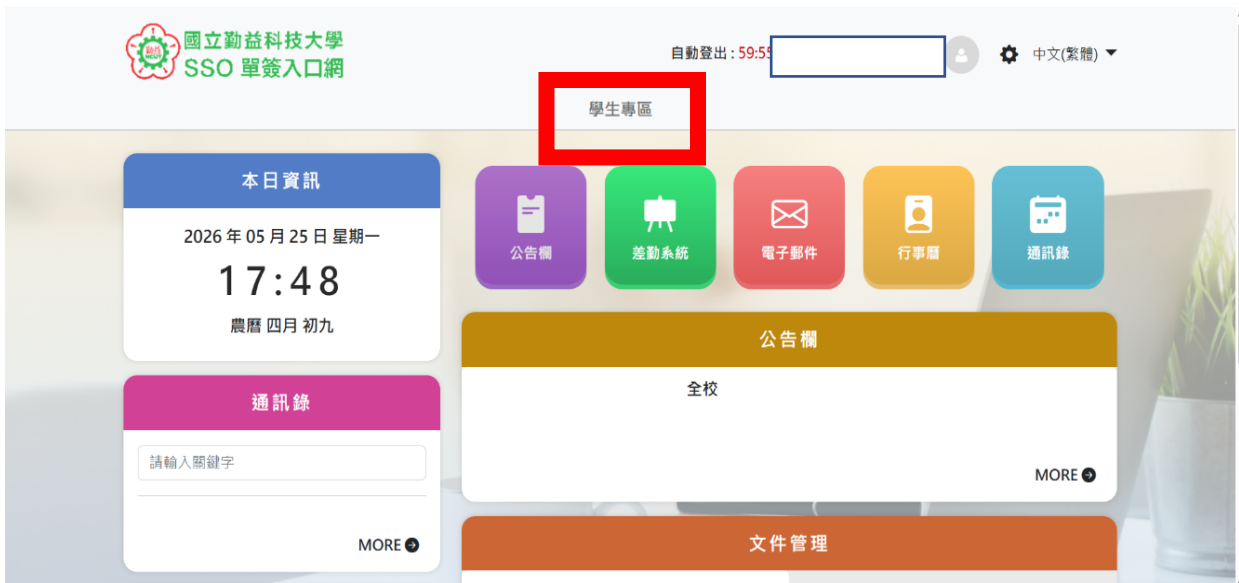 國立勤益科技大學
SSO 單簽入口網
勤益
NCUT
自動登出 : 59:55
中文(繁體)
學生專區
本日資訊
2026 年 05 月 25 日 星期一
17:48
農曆 四月 初九
通訊錄
請輸入關鍵字
MORE
公告欄
差勤系統
電子郵件
行事曆
通訊錄
公告欄
全校
MORE
文件管理